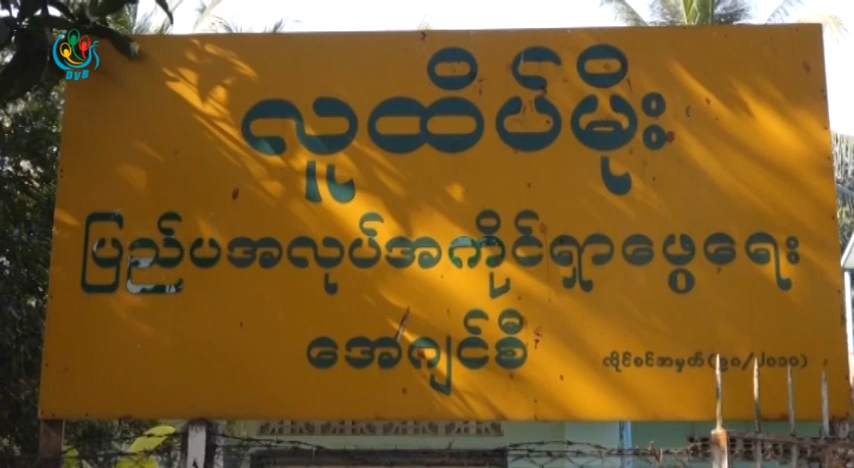 DVB
လူထိပ်မိုး
ပြည်ပအလုပ်အကိုင်ရှာဖွေရေး
အေဂျင်စီ
လိုင်စင်အမှတ်(၅၈/၂၀၁၀)